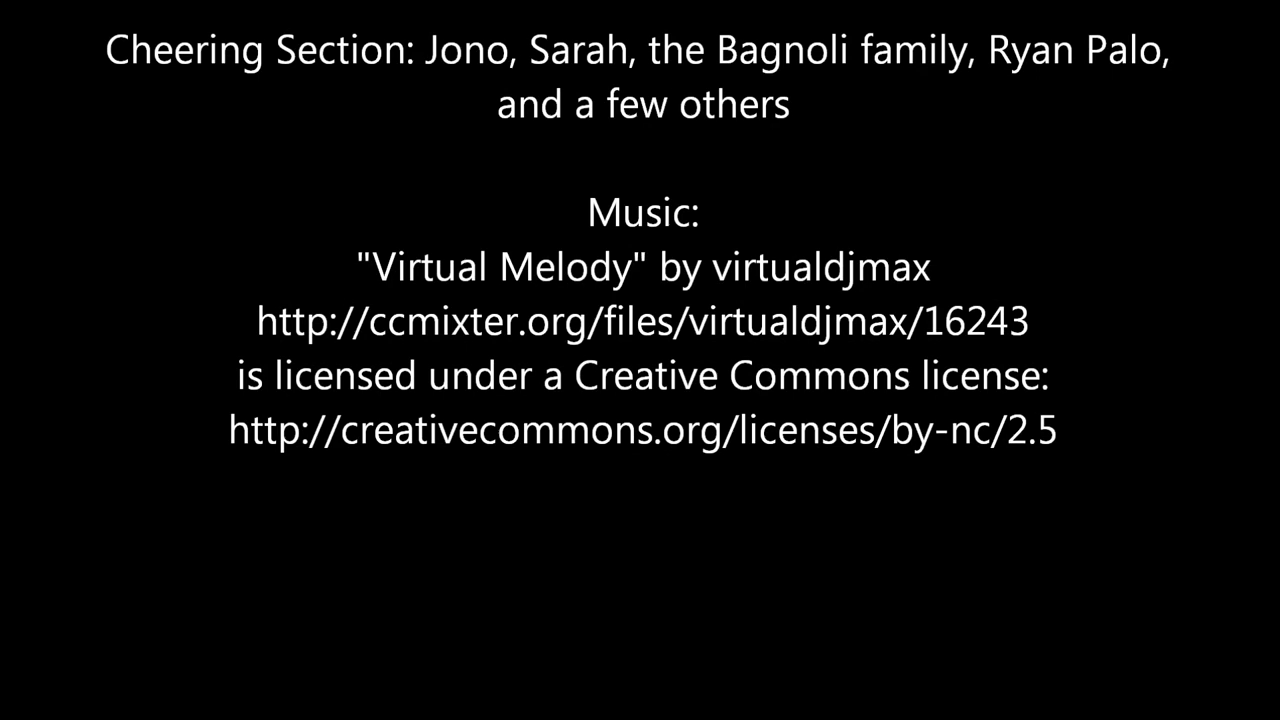 Cheering Section: Jono, Sarah, the Bagnoli family, Ryan Palo,
and a few others
Music:
"Virtual Melody" by virtualdjmax
http://ccmixter.org/files/virtualdjmax/16243
is licensed under a Creative Commons license:
http://creativecommons.org/licenses/by-nc/2.5